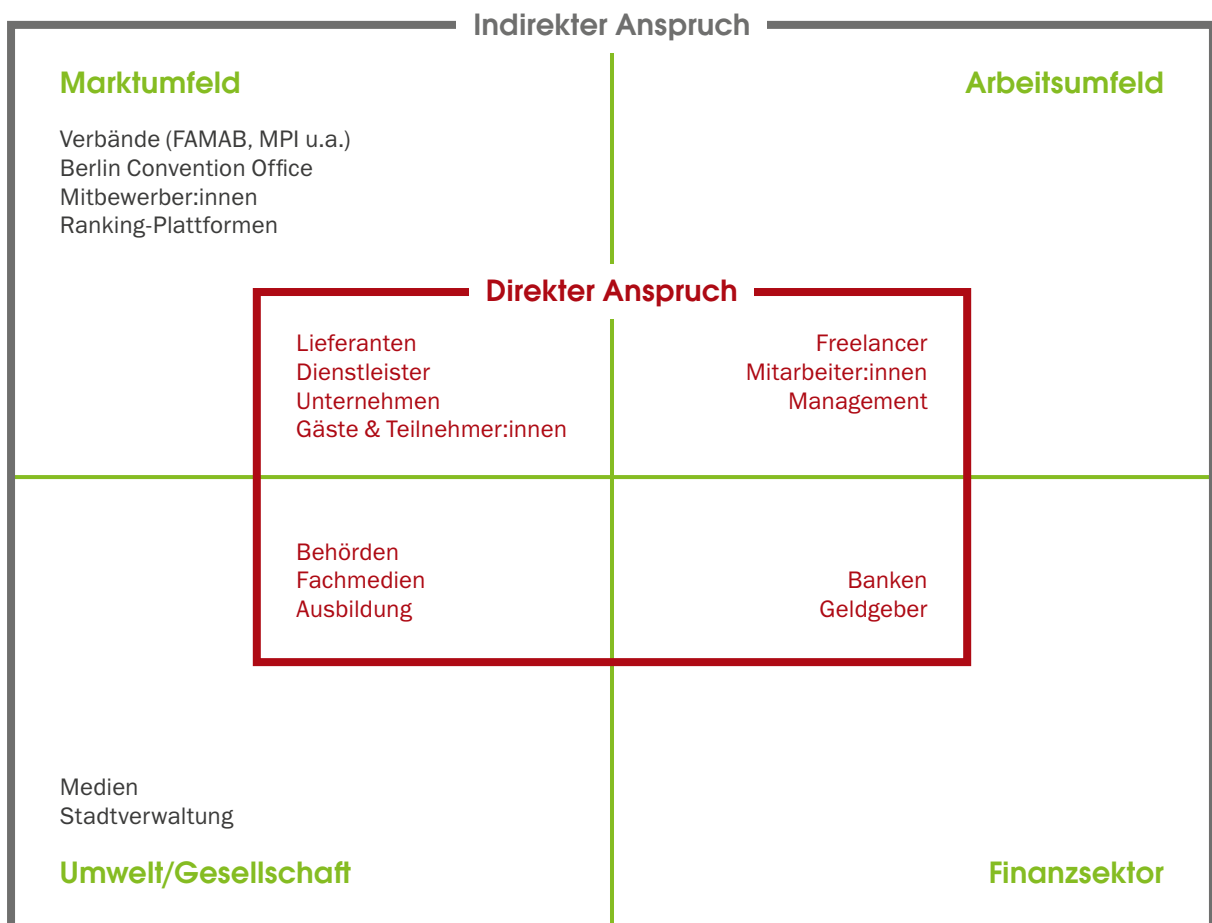 Indirekter Anspruch
Marktumfeld
Arbeitsumfeld
Verbände (FAMAB, MPI u.a.)
Berlin Convention Office
Mitbewerber:innen
Ranking-Plattformen
Direkter Anspruch
Lieferanten
Dienstleister
Unternehmen
Gäste & Teilnehmer:innen
Freelancer
Mitarbeiter:innen
Management
Behörden
Fachmedien
Ausbildung
Banken
Geldgeber
Medien
Stadtverwaltung
Umwelt/Gesellschaft
Finanzsektor